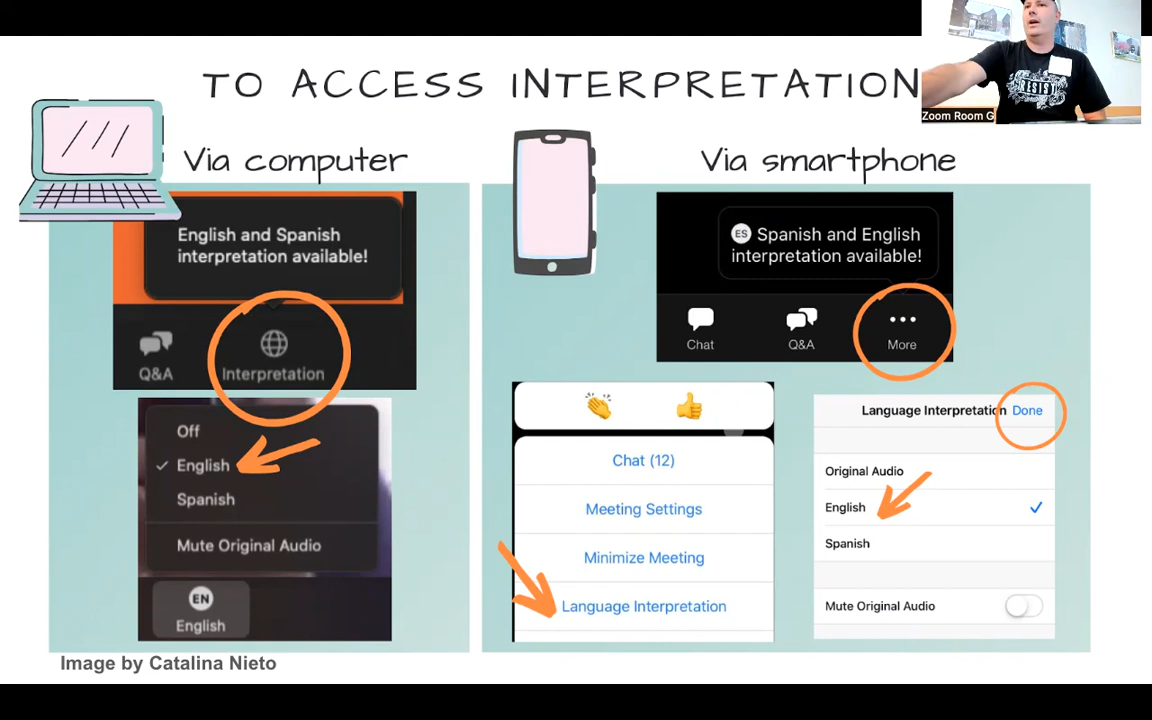 TO ACCESS INTERPRETATION
RESIST
Zoom Room G
Via computer
English and Spanish
interpretation available!
Q&A
Interpretation
Off
English
Spanish
Mute Original Audio
EN
English
Via smartphone
ES Spanish and English
interpretation available!
Chat
Q&A
More
Chat (12)
Meeting Settings
Minimize Meeting
Language Interpretation
Language Interpretation Done
Original Audio
English
Spanish
Mute Original Audio
Image by Catalina Nieto